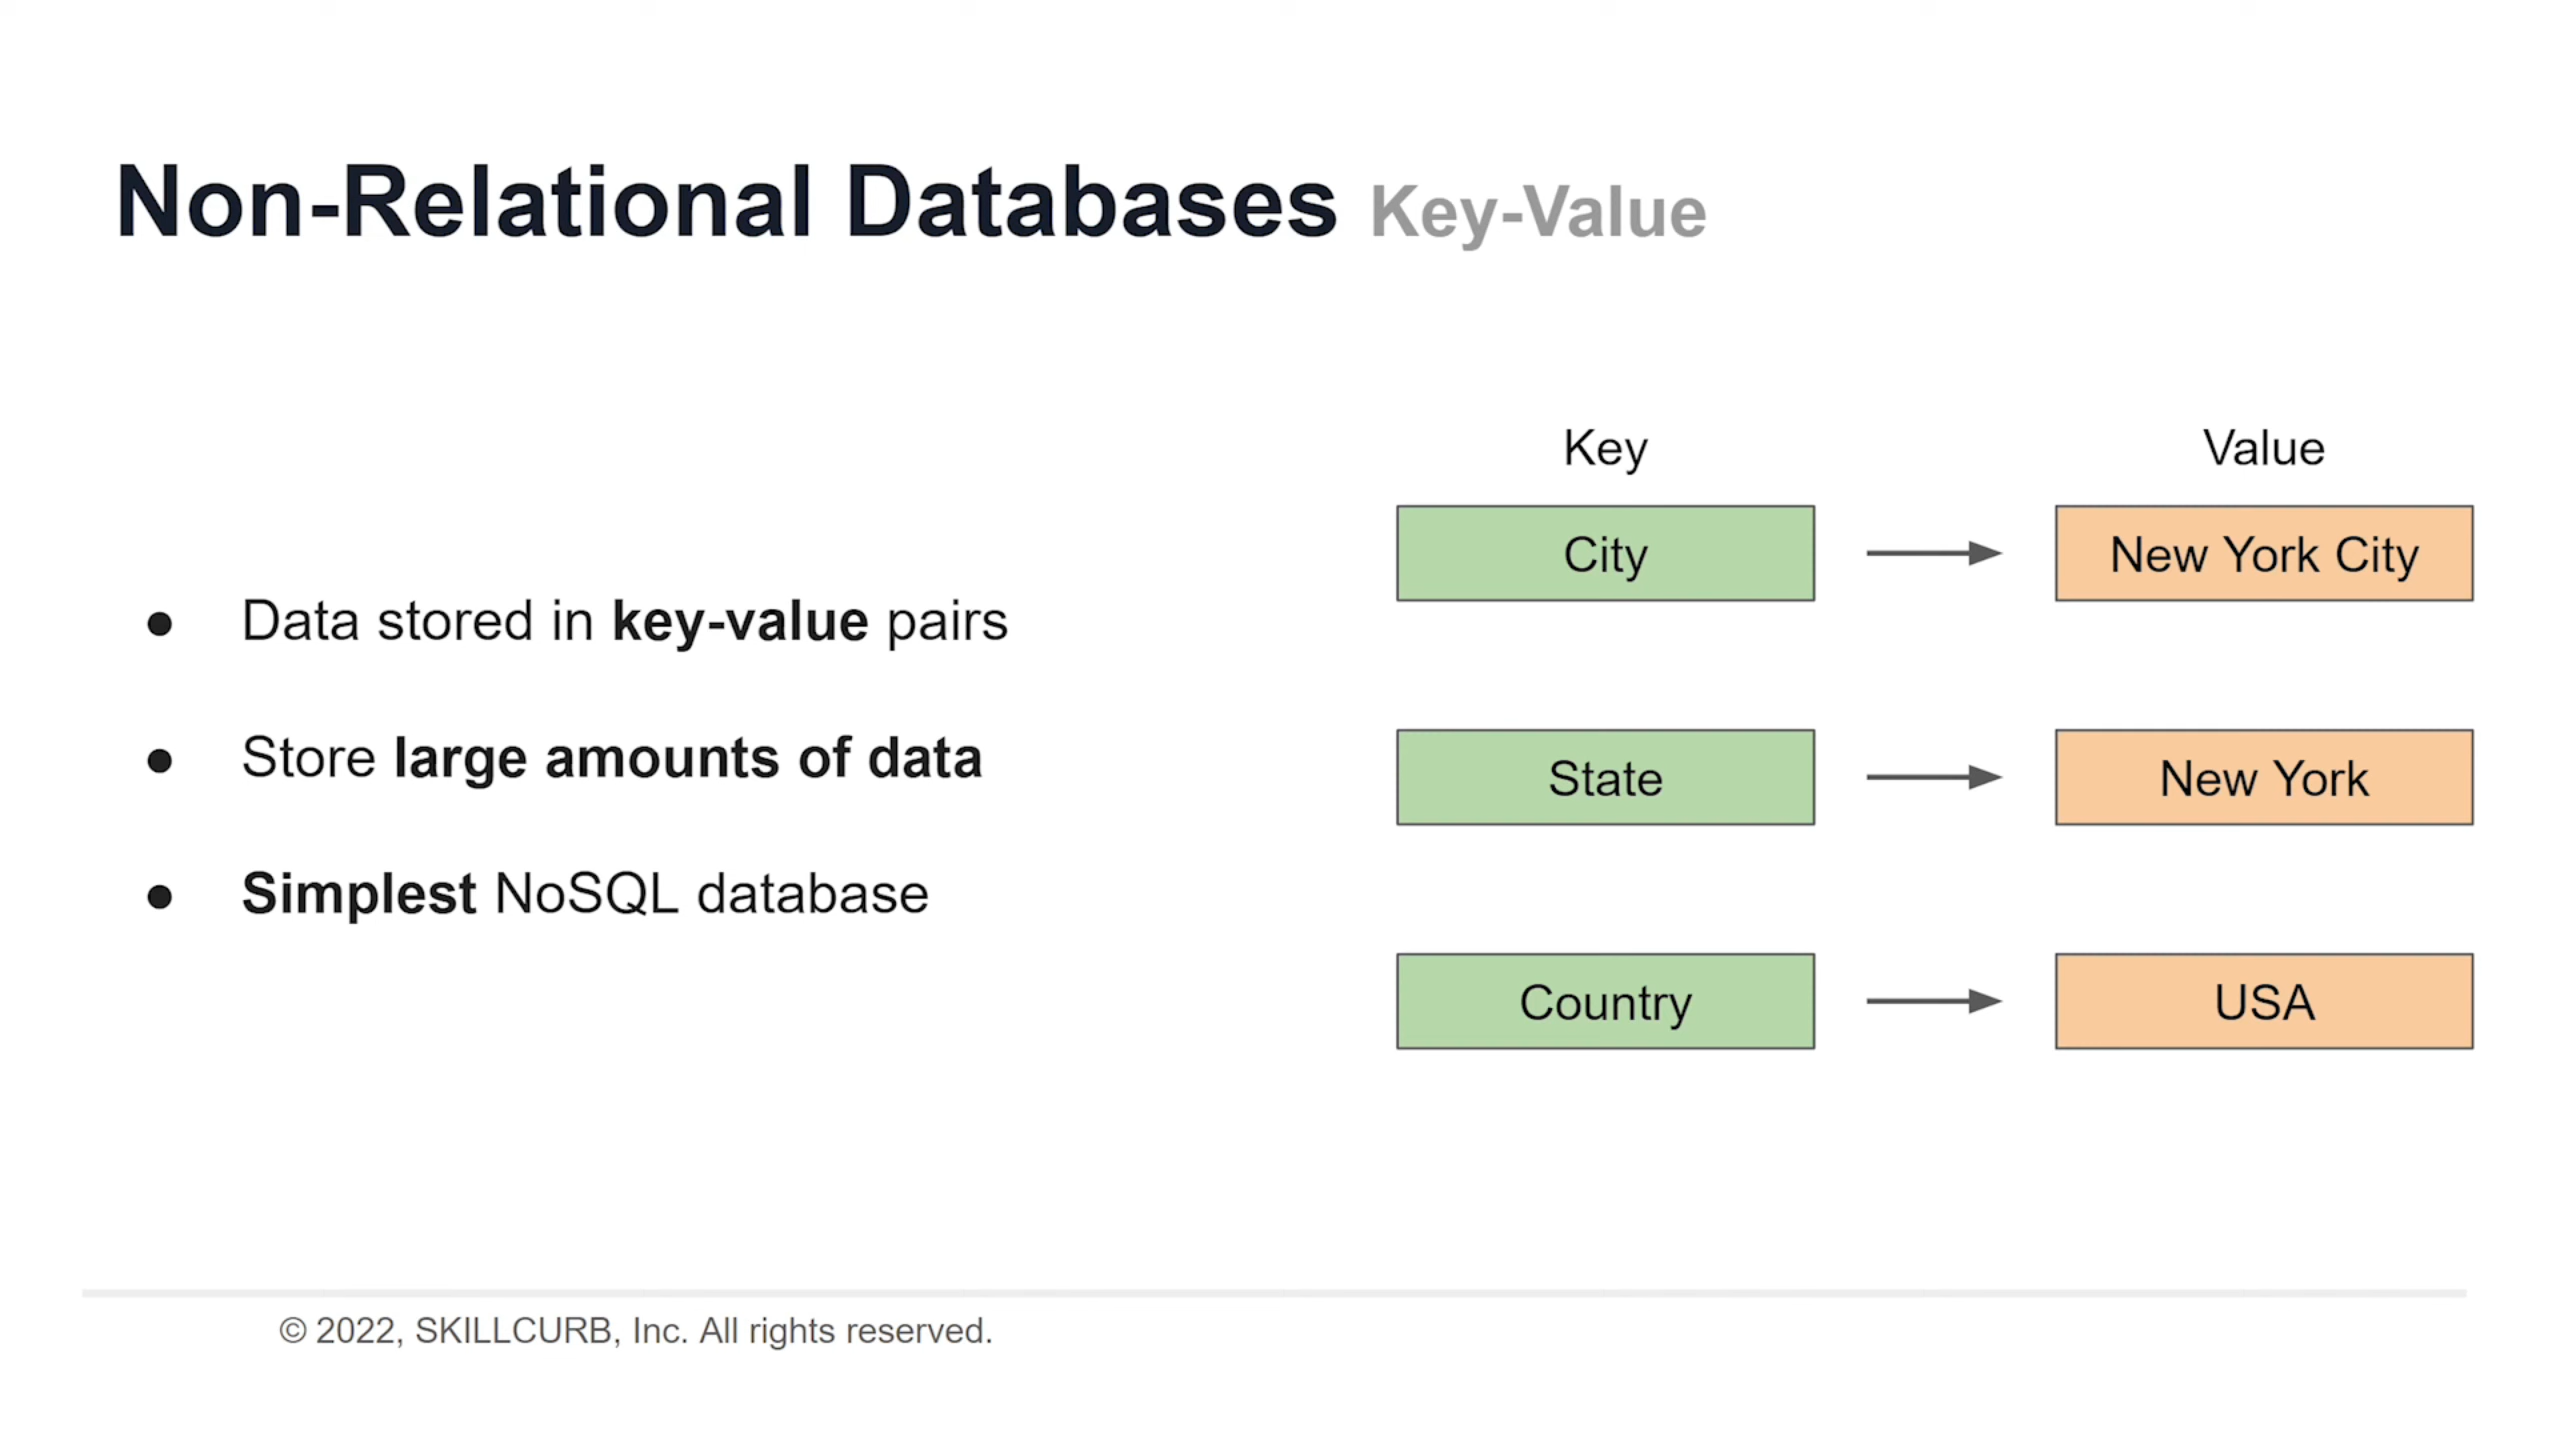 Non-Relational Databases Key-Value
Data stored in key-value pairs
Store large amounts of data
Simplest NoSQL database
Key Value
City New York City
State New York
Country USA
© 2022, SKILLCURB, Inc. All rights reserved.